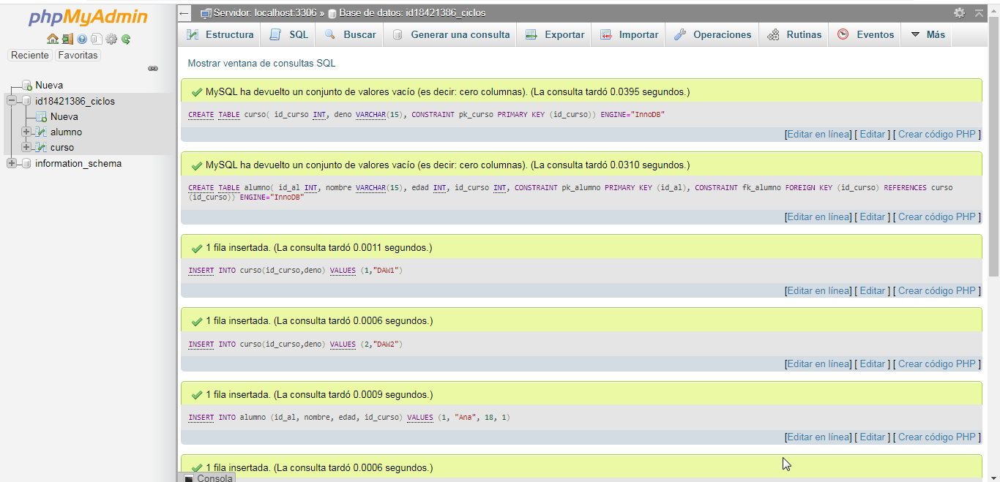 phpMyAdmin
Reciente Favoritas
Nueva
id18421386_ciclos
Nueva
alumno
curso
information_schema
Servidor: localhost:3306 » Base de datos: id18421386_ciclos
Estructura SQL Buscar Generar una consulta Exportar Importar Operaciones Rutinas Eventos Más
Mostrar ventana de consultas SQL
MySQL ha devuelto un conjunto de valores vacío (es decir: cero columnas). (La consulta tardó 0.0395 segundos.)
CREATE TABLE curso( id_curso INT, deno VARCHAR(15), CONSTRAINT pk_curso PRIMARY KEY (id_curso)) ENGINE="InnoDB"
[Editar en línea] [ Editar ] [ Crear código PHP ]
MySQL ha devuelto un conjunto de valores vacío (es decir: cero columnas). (La consulta tardó 0.0310 segundos.)
CREATE TABLE alumno( id_al INT, nombre VARCHAR(15), edad INT, id_curso INT, CONSTRAINT pk_alumno PRIMARY KEY (id_al), CONSTRAINT fk_alumno FOREIGN KEY (id_curso) REFERENCES curso
(id_curso)) ENGINE="InnoDB"
[Editar en línea] [ Editar ] [ Crear código PHP ]
1 fila insertada. (La consulta tardó 0.0011 segundos.)
INSERT INTO curso(id_curso,deno) VALUES (1,"DAW1")
[Editar en línea] [ Editar ] [ Crear código PHP ]
1 fila insertada. (La consulta tardó 0.0006 segundos.)
INSERT INTO curso(id_curso,deno) VALUES (2,"DAW2")
[Editar en línea] [ Editar ] [ Crear código PHP ]
1 fila insertada. (La consulta tardó 0.0009 segundos.)
INSERT INTO alumno (id_al, nombre, edad, id_curso) VALUES (1, "Ana", 18, 1)
[Editar en línea] [ Editar ] [ Crear código PHP ]
1 fila insertada. (La consulta tardó 0.0006 segundos.)
Consola